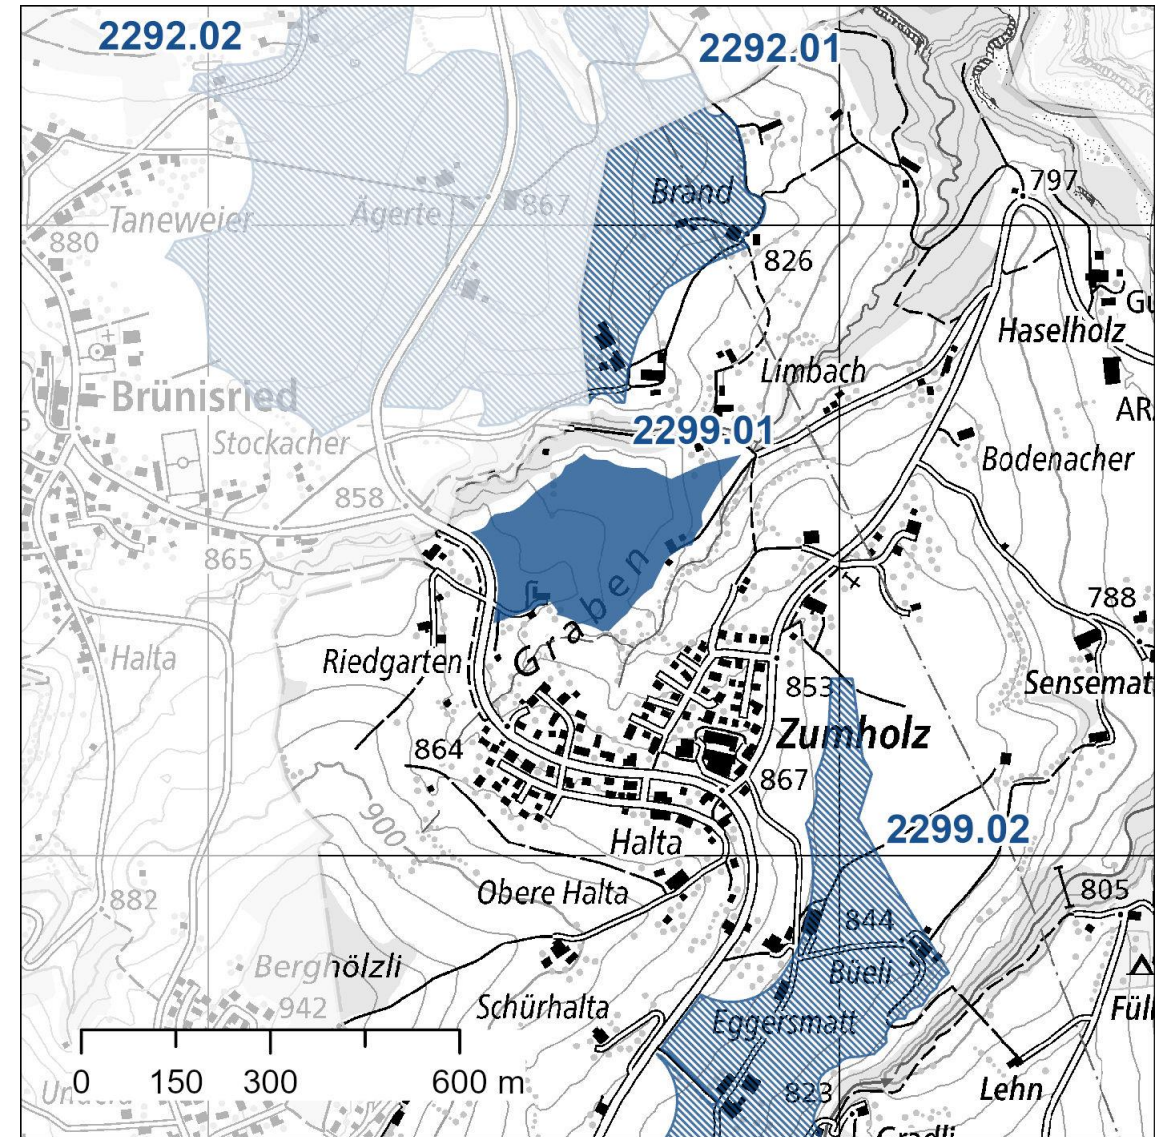 2292.02
2292.01
797
Brand
Taneweier
Agerte
867
880
826
Gu
Haselholz
Limbach
Brünisried
AR
Stockacher
2299.01
Bodenacher
858
865
Graben
788
Halta
Riedgarten
853
Sensemat
Zumholz
864
867
900
2299.02
Halta
882
Obere Halta
805
844
Berghölzli
Büeli
942
Schürhalta
Eggersmatt
Fül
0 150 300 600 m
823
Lehn